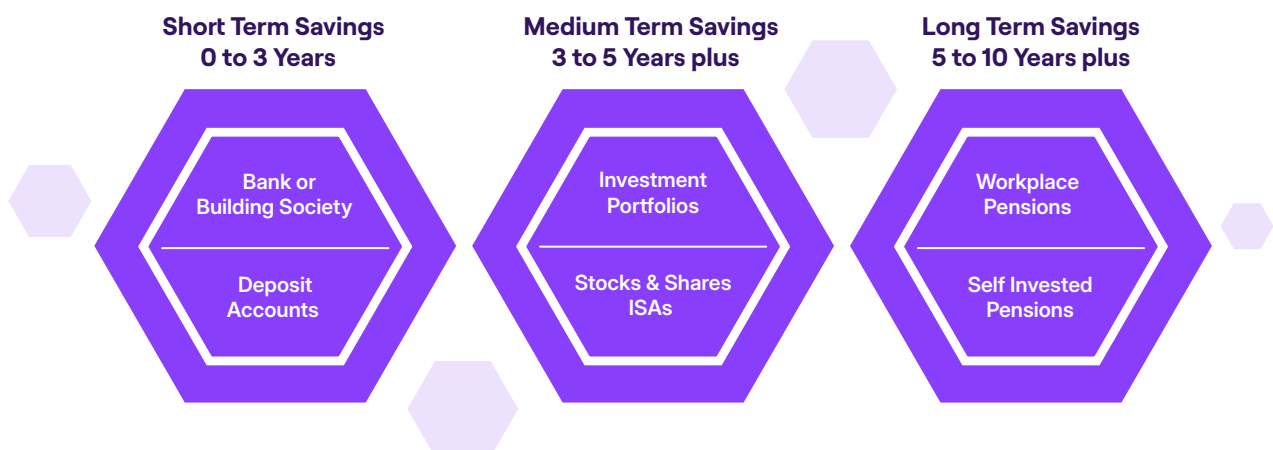 Short Term Savings
0 to 3 Years
Bank or
Building Society
Deposit
Accounts
Medium Term Savings
3 to 5 Years plus
Investment
Portfolios
Stocks & Shares
ISAs
Long Term Savings
5 to 10 Years plus
Workplace
Pensions
Self Invested
Pensions